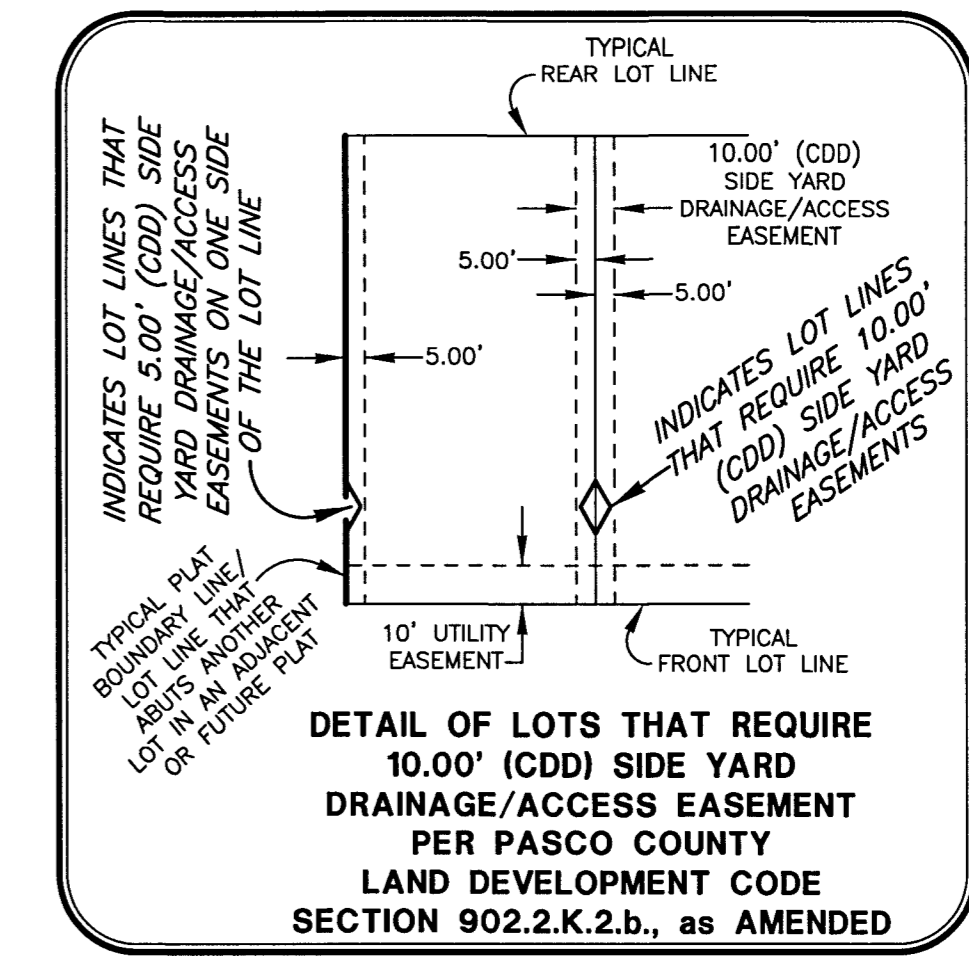 TYPICAL
REAR LOT LINE
INDICATES LOT LINES THAT
REQUIRE 5.00' (CDD) SIDE
YARD DRAINAGE/ACCESS
EASEMENTS ON ONE SIDE
OF THE LOT LINE
10.00' (CDD)
SIDE YARD
DRAINAGE/ACCESS
EASEMENT
5.00'
5.00'
5.00'
INDICATES LOT LINES
THAT REQUIRE 10.00'
(CDD) SIDE YARD
DRAINAGE/ACCESS
EASEMENTS
TYPICAL PLAT
BOUNDARY LINE/
LOT LINE THAT
ABUTS ANOTHER
LOT IN AN ADJACENT
OR FUTURE PLAT
10' UTILITY
EASEMENT
TYPICAL
FRONT LOT LINE
DETAIL OF LOTS THAT REQUIRE
10.00' (CDD) SIDE YARD
DRAINAGE/ACCESS EASEMENT
PER PASCO COUNTY
LAND DEVELOPMENT CODE
SECTION 902.2.K.2.b., as AMENDED